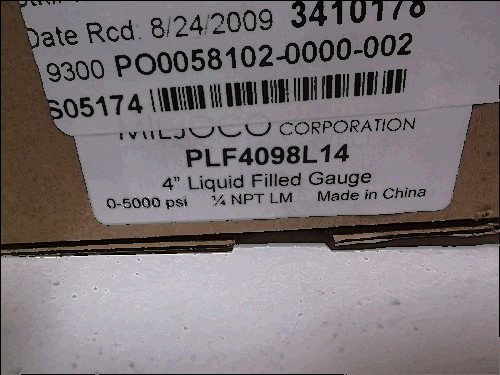 Date Rcd: 8/24/2009 3410178
9300 PO0058102-0000-002
S05174
MILJOCO CORPORATION
PLF4098L14
4" Liquid Filled Gauge
0-5000 psi ¼ NPT LM Made in China